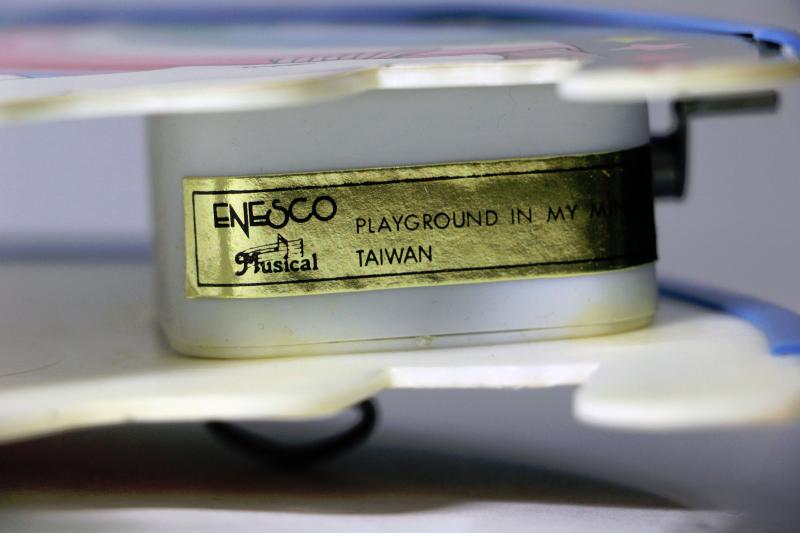 ENESCO
Musical
PLAYGROUND IN MY MIN
TAIWAN